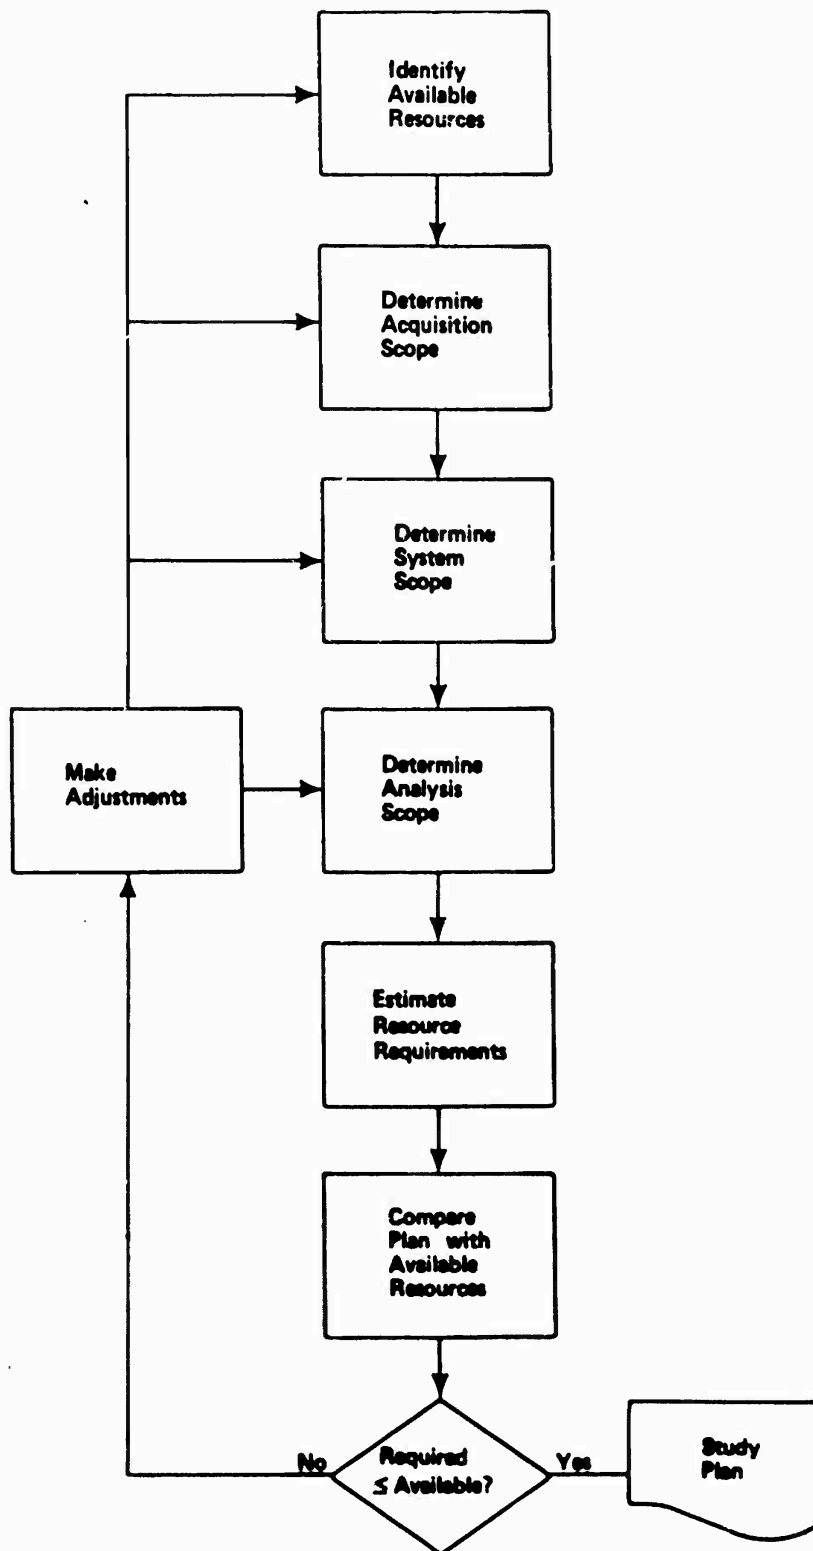 Identify
Available
Resources
Determine
Acquisition
Scope
Determine
System
Scope
Make
Adjustments
Determine
Analysis
Scope
Estimate
Resource
Requirements
Compare
Plan with
Available
Resources
No
Required
≤ Available?
Yes
Study
Plan